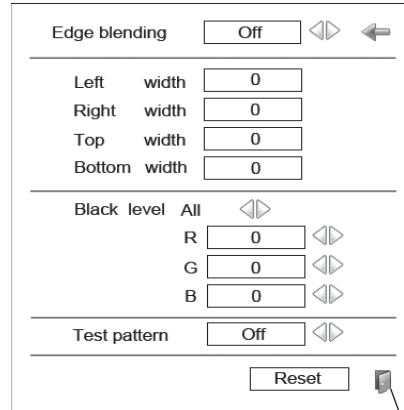 Edge blending Off
Left width 0
Right width 0
Top width 0
Bottom width 0
Black level All
R 0
G 0
B 0
Test pattern Off
Reset